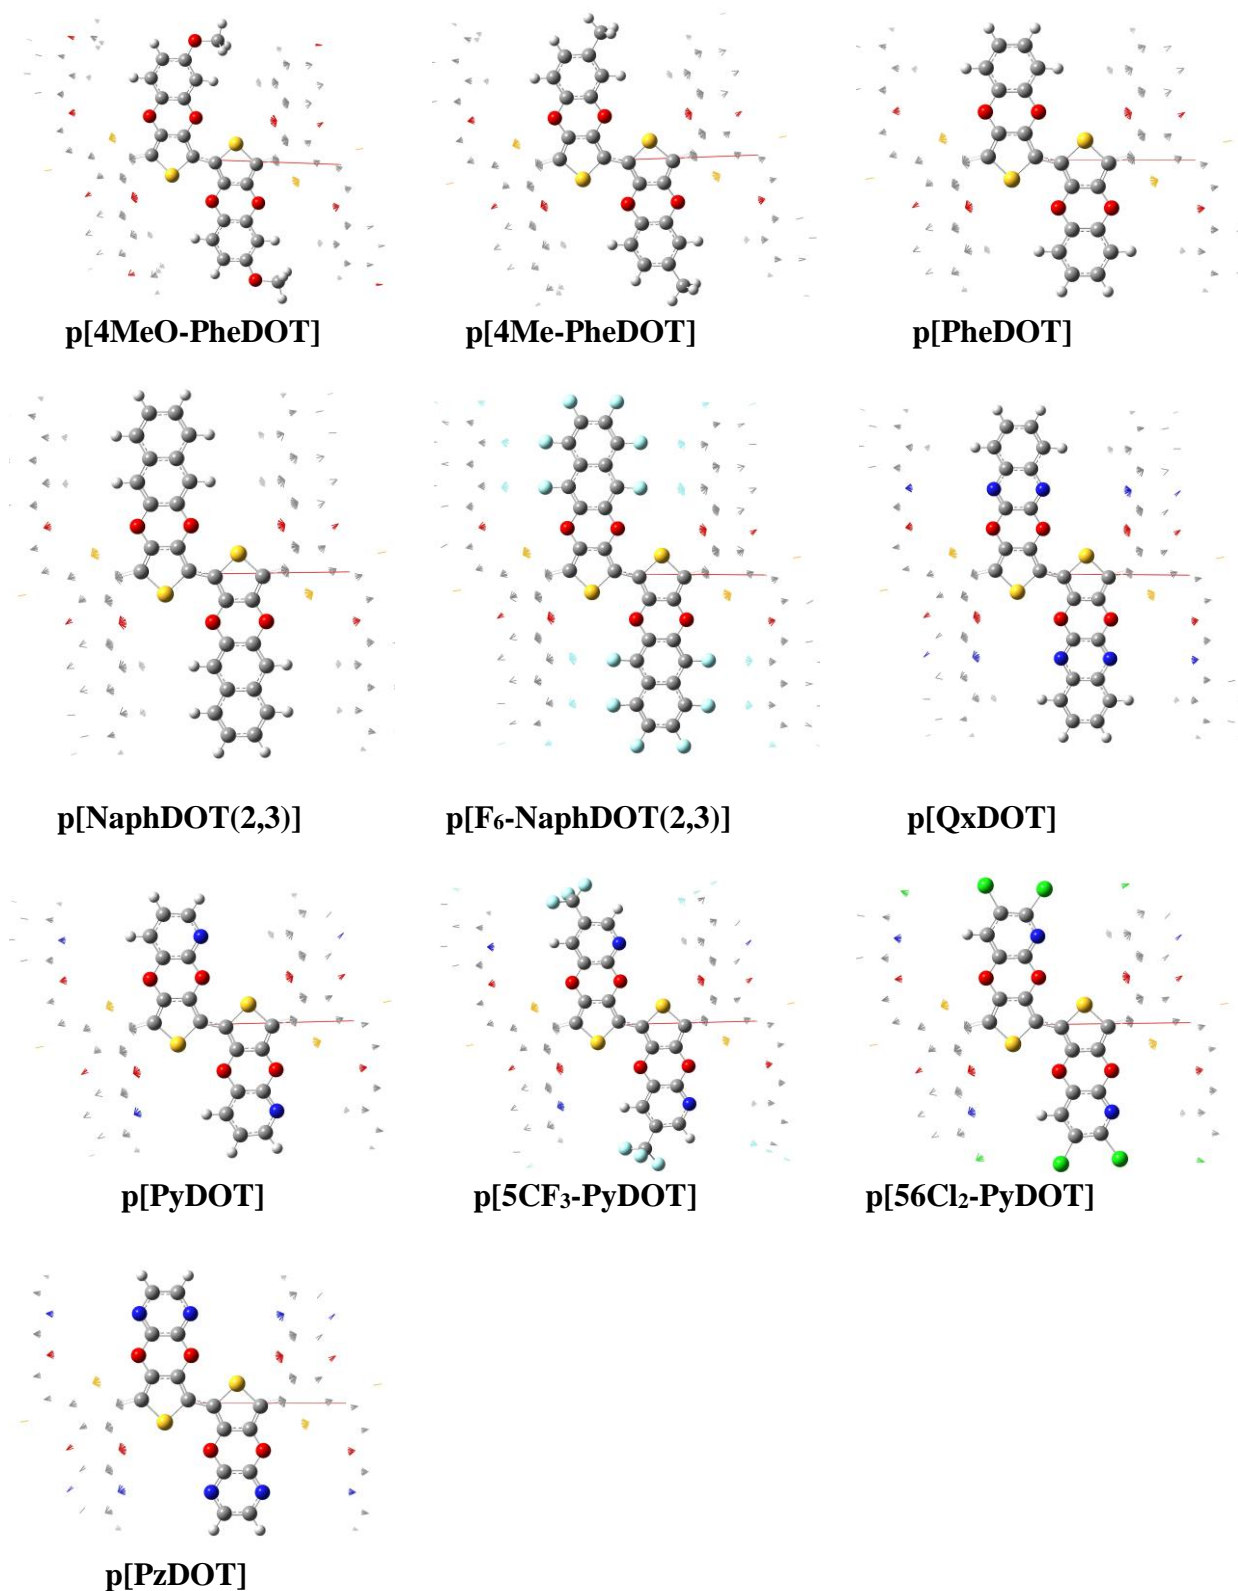 p[4MeO-PheDOT] p[4Me-PheDOT] p[PheDOT]
p[NaphDOT(2,3)] p[F₆-NaphDOT(2,3)] p[QxDOT]
p[PyDOT] p[5CF₃-PyDOT] p[56Cl₂-PyDOT]
p[PzDOT]